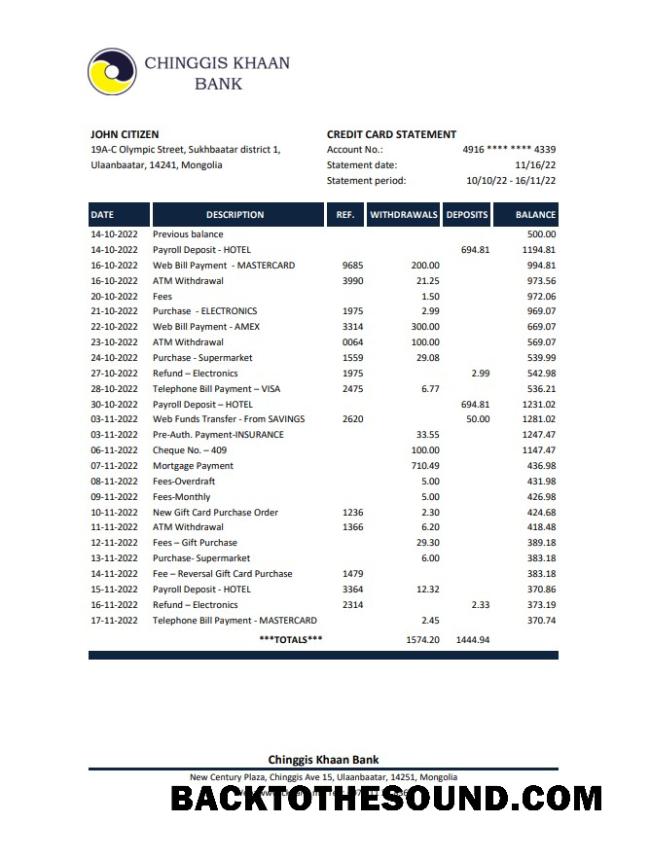 CHINGGIS KHAAN
BANK
JOHN CITIZEN
19A-C Olympic Street, Sukhbaatar district 1,
Ulaanbaatar, 14241, Mongolia
CREDIT CARD STATEMENT
Account No.: 4916 **** **** 4339
Statement date: 11/16/22
Statement period: 10/10/22 - 16/11/22
DATE DESCRIPTION REF. WITHDRAWALS DEPOSITS BALANCE
14-10-2022 Previous balance 500.00
14-10-2022 Payroll Deposit - HOTEL 694.81 1194.81
16-10-2022 Web Bill Payment - MASTERCARD 9685 200.00 994.81
16-10-2022 ATM Withdrawal 3990 21.25 973.56
20-10-2022 Fees 1.50 972.06
21-10-2022 Purchase - ELECTRONICS 1975 2.99 969.07
22-10-2022 Web Bill Payment - AMEX 3314 300.00 669.07
23-10-2022 ATM Withdrawal 0064 100.00 569.07
24-10-2022 Purchase - Supermarket 1559 29.08 539.99
27-10-2022 Refund – Electronics 1975 2.99 542.98
28-10-2022 Telephone Bill Payment – VISA 2475 6.77 536.21
30-10-2022 Payroll Deposit – HOTEL 694.81 1231.02
03-11-2022 Web Funds Transfer - From SAVINGS 2620 50.00 1281.02
03-11-2022 Pre-Auth. Payment-INSURANCE 33.55 1247.47
06-11-2022 Cheque No. – 409 100.00 1147.47
07-11-2022 Mortgage Payment 710.49 436.98
08-11-2022 Fees-Overdraft 5.00 431.98
09-11-2022 Fees-Monthly 5.00 426.98
10-11-2022 New Gift Card Purchase Order 1236 2.30 424.68
11-11-2022 ATM Withdrawal 1366 6.20 418.48
12-11-2022 Fees – Gift Purchase 29.30 389.18
13-11-2022 Purchase- Supermarket 6.00 383.18
14-11-2022 Fee – Reversal Gift Card Purchase 1479 383.18
15-11-2022 Payroll Deposit - HOTEL 3364 12.32 370.86
16-11-2022 Refund – Electronics 2314 2.33 373.19
17-11-2022 Telephone Bill Payment - MASTERCARD 2.45 370.74
***TOTALS*** 1574.20 1444.94
Chinggis Khaan Bank
New Century Plaza, Chinggis Ave 15, Ulaanbaatar, 14251, Mongolia
BACKTOTHESOUND.COM